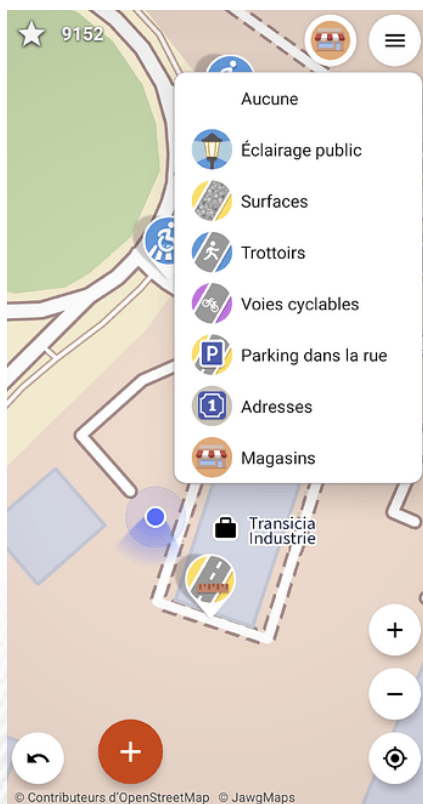 9152
Aucune
Éclairage public
Surfaces
Trottoirs
Voies cyclables
P
Parking dans la rue
1
Adresses
Magasins
Transicia
Industrie
© Contributeurs d'OpenStreetMap © JawgMaps